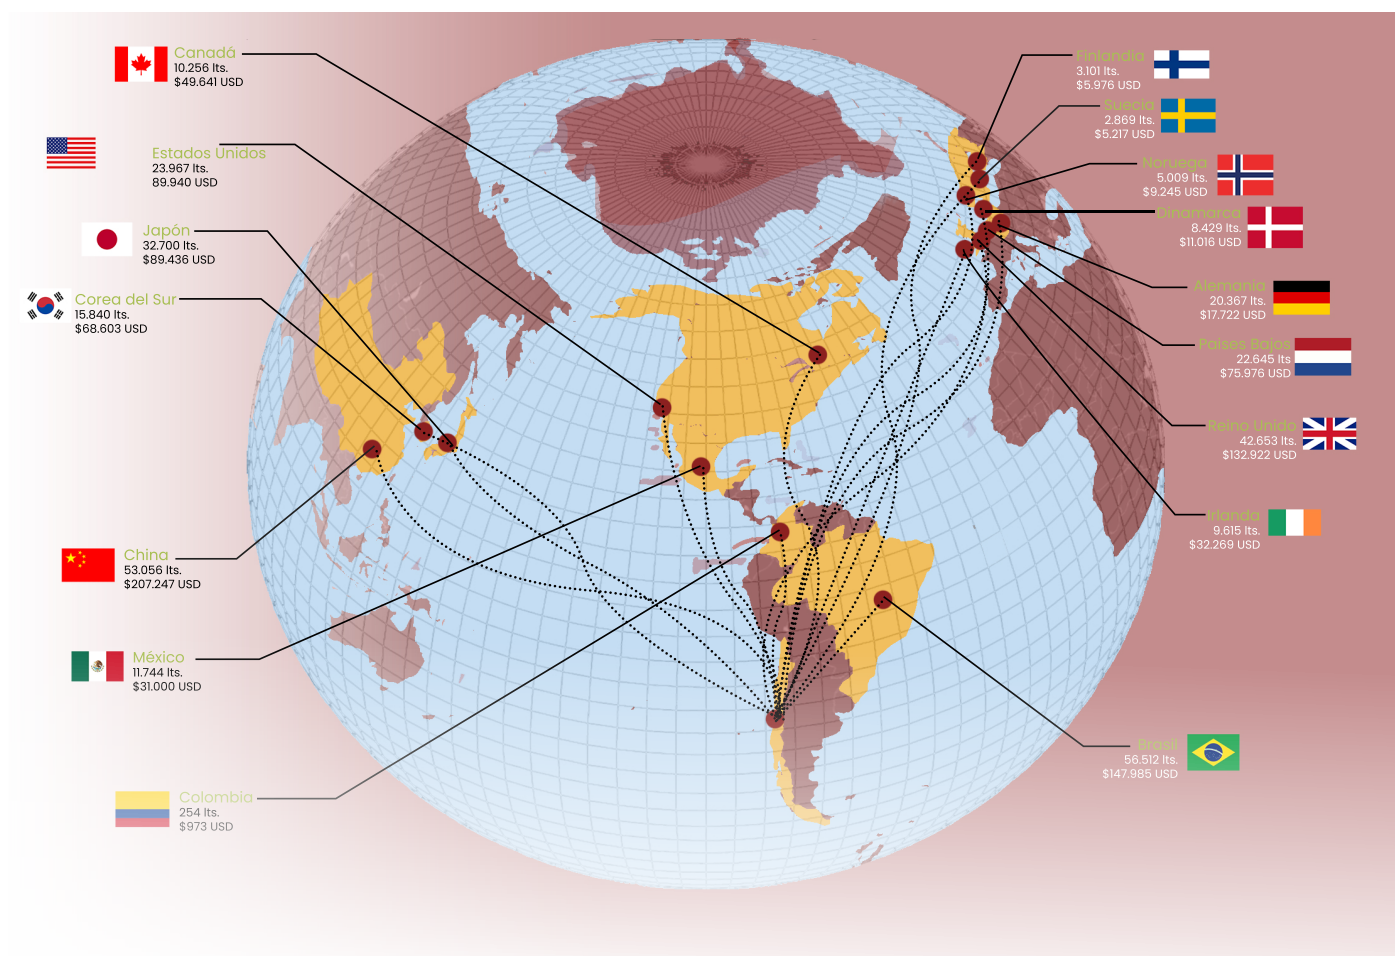 Canadá
10.256 lts.
$49.641 USD
Estados Unidos
23.967 lts.
89.940 USD
Japón
32.700 lts.
$89.436 USD
Corea del Sur
15.840 lts.
$68.603 USD
China
53.056 lts.
$207.247 USD
México
11.744 lts.
$31.000 USD
Colombia
254 lts.
$973 USD
Finlandia
3.101 lts.
$5.976 USD
Suecia
2.869 lts.
$5.217 USD
Noruega
5.009 lts.
$9.245 USD
Dinamarca
8.429 lts.
$11.016 USD
Alemania
20.367 lts.
$17.722 USD
Países Bajos
22.645 lts
$75.976 USD
Reino Unido
42.653 lts.
$132.922 USD
Irlanda
9.615 lts.
$32.269 USD
Brasil
56.512 lts.
$147.985 USD